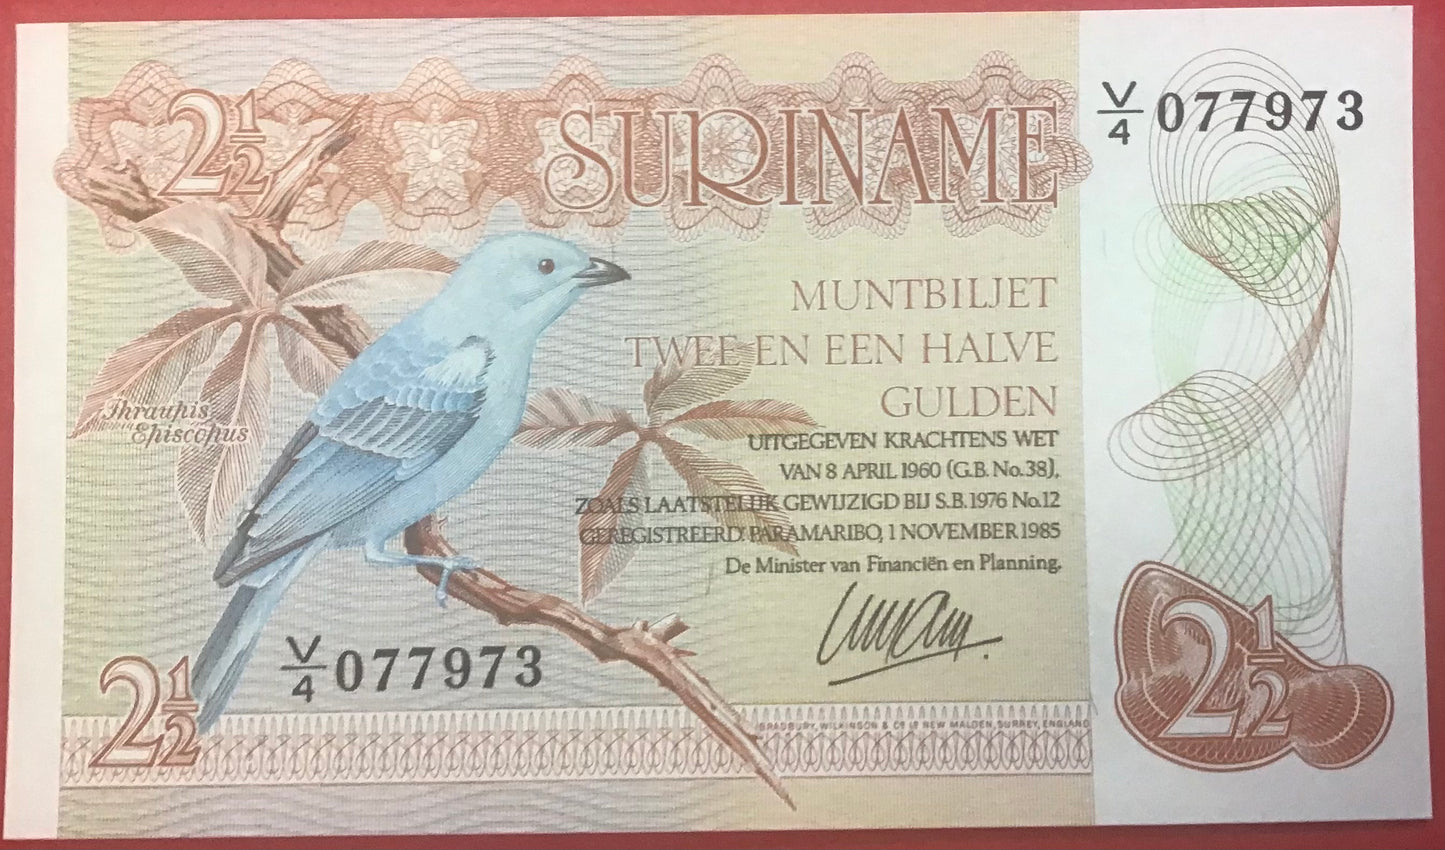 2½
SURINAME
V/4 077973
MUNTBILJET
TWEE EN EEN HALVE
GULDEN
Thraupis
Episcopus
UITGEGEVEN KRACHTENS WET
VAN 8 APRIL 1960 (G.B. No. 38),
ZOALS LAATSTELIJK GEWIJZIGD BIJ S.B. 1976 No. 12
GEREGISTREERD: PARAMARIBO, 1 NOVEMBER 1985
De Minister van Financiën en Planning.
V/4 077973
2½
2½
BRADBURY, WILKINSON & Co Ld NEW MALDEN, SURREY, ENGLAND